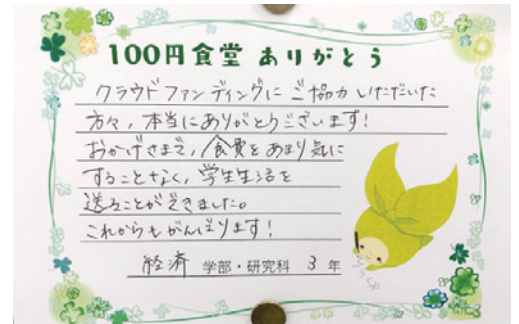 100円食堂 ありがとう
クラウドファンディングにご協力いただいた
方々，本当にありがとうございます！
おかげさまで，食費をあまり気に
することなく，学生生活を
送ることができました。
これからもがんばります！
経済 学部・研究科 3 年